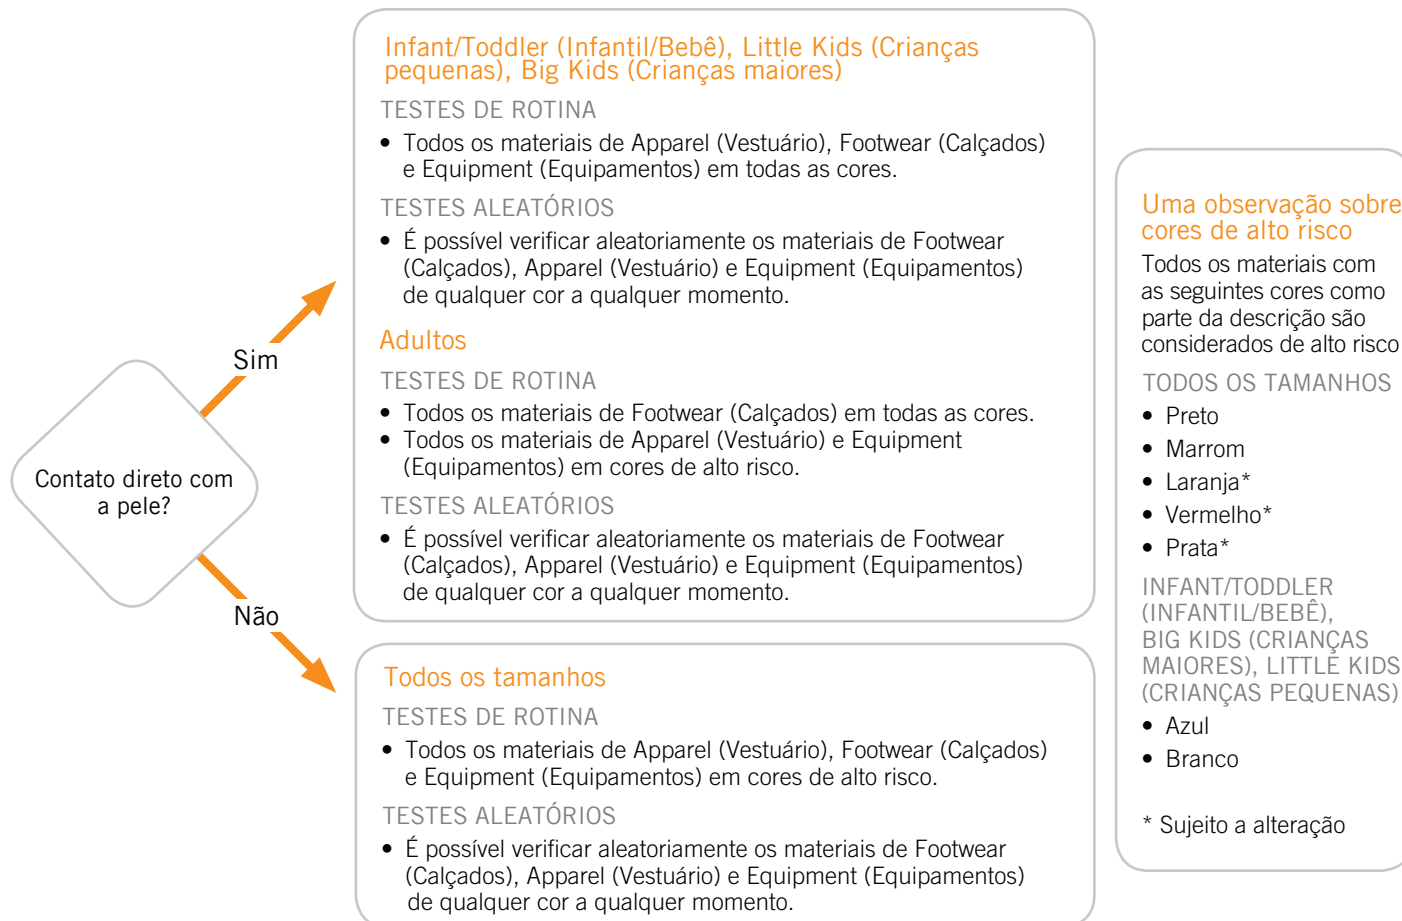 Contato direto com
a pele?
Sim
Não
Infant/Toddler (Infantil/Bebê), Little Kids (Crianças
pequenas), Big Kids (Crianças maiores)
TESTES DE ROTINA
• Todos os materiais de Apparel (Vestuário), Footwear (Calçados)
e Equipment (Equipamentos) em todas as cores.
TESTES ALEATÓRIOS
• É possível verificar aleatoriamente os materiais de Footwear
(Calçados), Apparel (Vestuário) e Equipment (Equipamentos)
de qualquer cor a qualquer momento.
Adultos
TESTES DE ROTINA
• Todos os materiais de Footwear (Calçados) em todas as cores.
• Todos os materiais de Apparel (Vestuário) e Equipment
(Equipamentos) em cores de alto risco.
TESTES ALEATÓRIOS
• É possível verificar aleatoriamente os materiais de Footwear
(Calçados), Apparel (Vestuário) e Equipment (Equipamentos)
de qualquer cor a qualquer momento.
Todos os tamanhos
TESTES DE ROTINA
• Todos os materiais de Apparel (Vestuário), Footwear (Calçados)
e Equipment (Equipamentos) em cores de alto risco.
TESTES ALEATÓRIOS
• É possível verificar aleatoriamente os materiais de Footwear
(Calçados), Apparel (Vestuário) e Equipment (Equipamentos)
de qualquer cor a qualquer momento.
Uma observação sobre
cores de alto risco
Todos os materiais com
as seguintes cores como
parte da descrição são
considerados de alto risco
TODOS OS TAMANHOS
• Preto
• Marrom
• Laranja*
• Vermelho*
• Prata*
INFANT/TODDLER
(INFANTIL/BEBÊ),
BIG KIDS (CRIANÇAS
MAIORES), LITTLE KIDS
(CRIANÇAS PEQUENAS)
• Azul
• Branco
* Sujeito a alteração